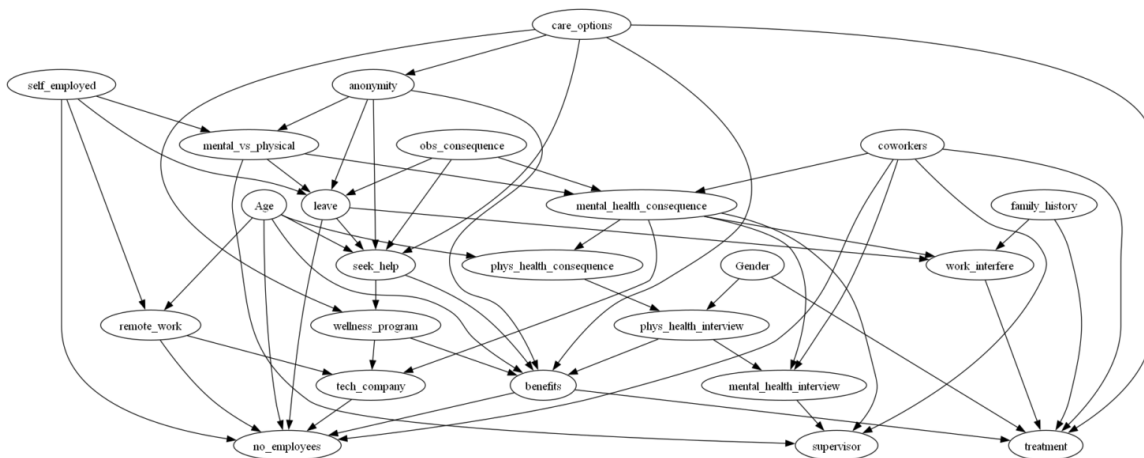 care_options
self_employed
anonymity
mental_vs_physical
obs_consequence
coworkers
Age
leave
mental_health_consequence
family_history
seek_help
phys_health_consequence
Gender
work_interfere
remote_work
wellness_program
phys_health_interview
tech_company
benefits
mental_health_interview
no_employees
supervisor
treatment